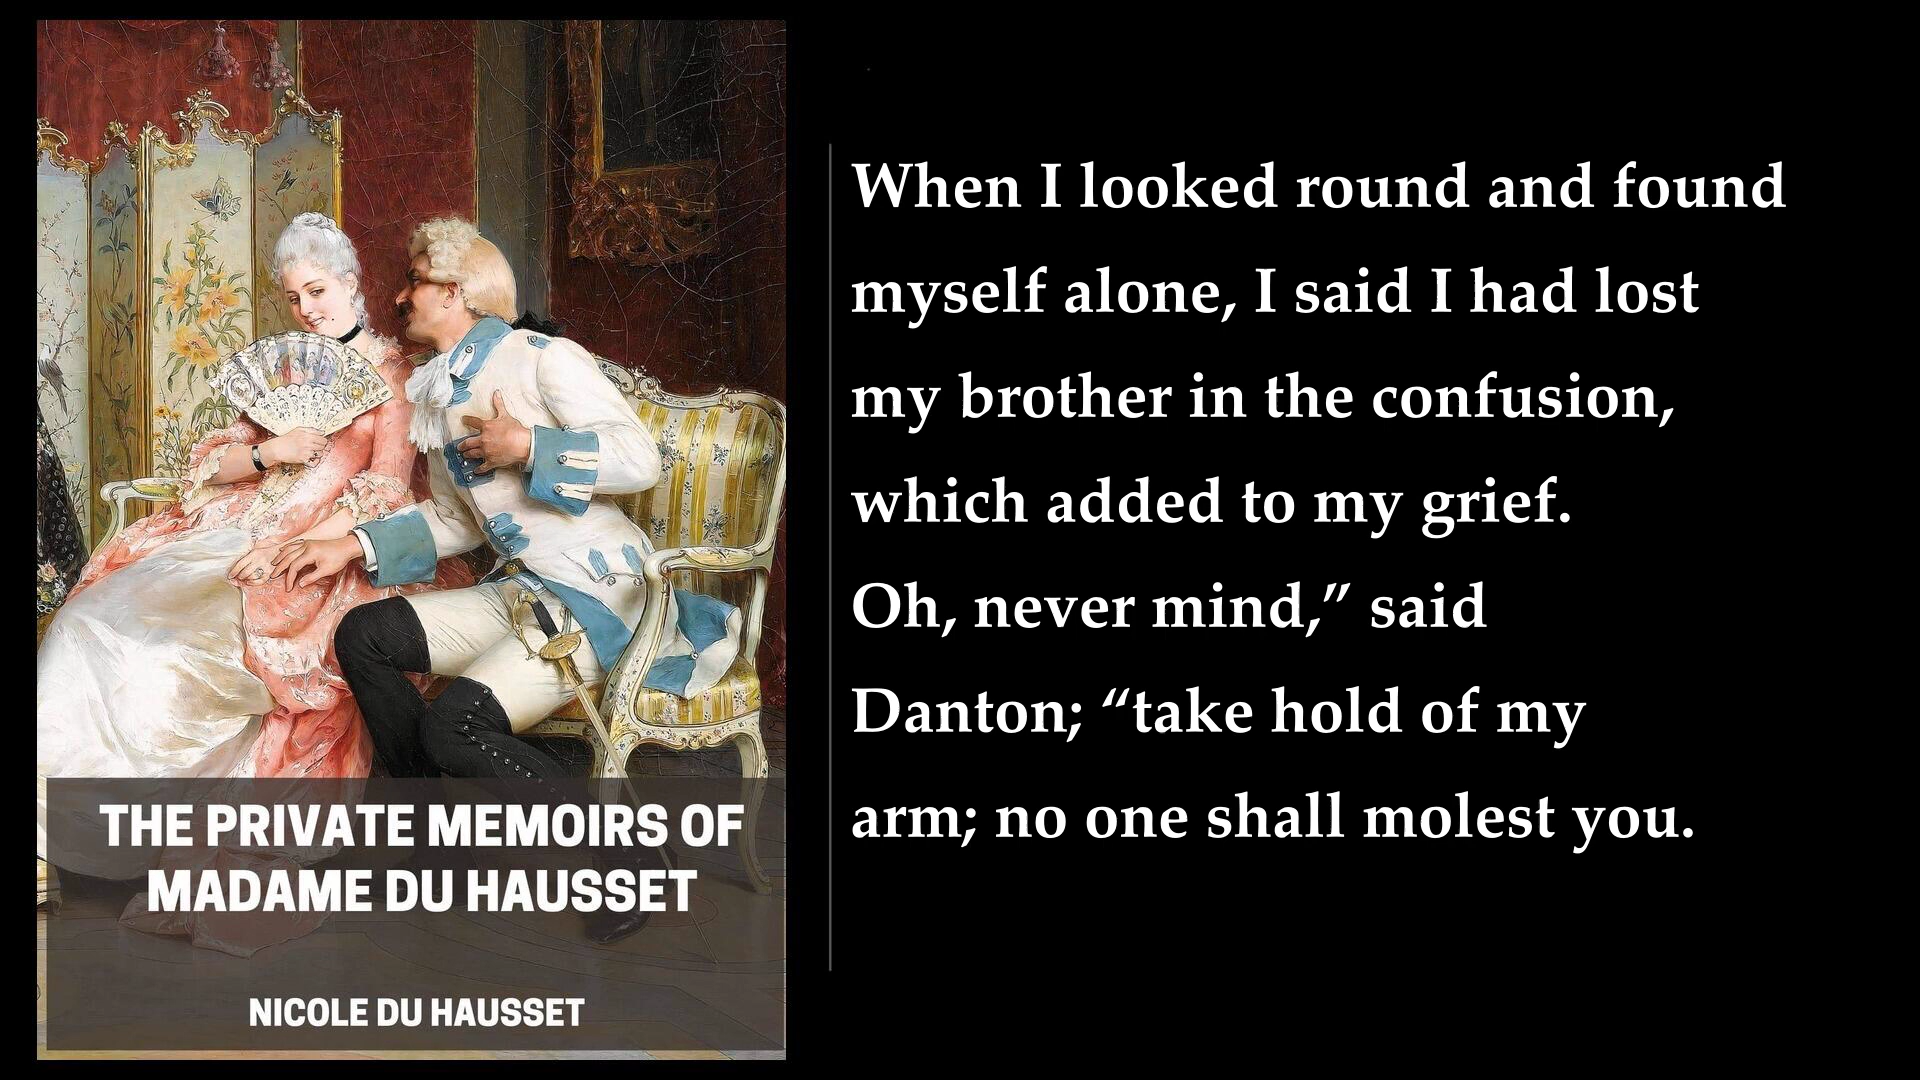 THE PRIVATE MEMOIRS OF
MADAME DU HAUSSET
NICOLE DU HAUSSET
When I looked round and found
myself alone, I said I had lost
my brother in the confusion,
which added to my grief.
Oh, never mind,” said
Danton; “take hold of my
arm; no one shall molest you.